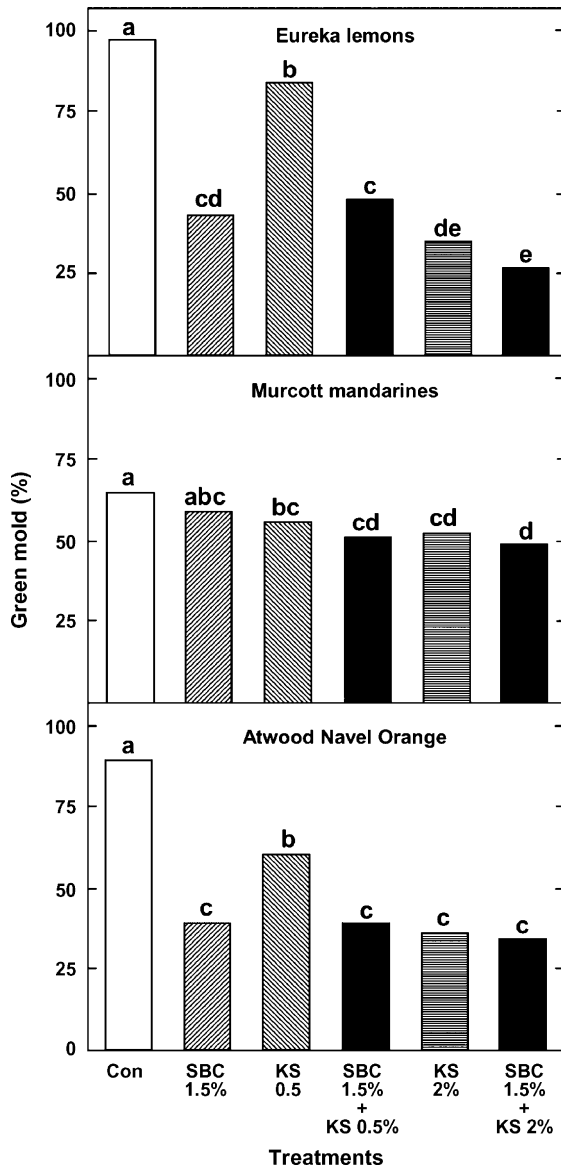 Green mold (%)
100
75
50
25
Eureka lemons
a
cd
b
c
de
e
100
75
50
25
Murcott mandarines
a
abc
bc
cd
cd
d
100
75
50
25
0
Atwood Navel Orange
a
c
b
c
c
c
Con
SBC
1.5%
KS
0.5
SBC
1.5%
+
KS 0.5%
KS
2%
SBC
1.5%
+
KS 2%
Treatments